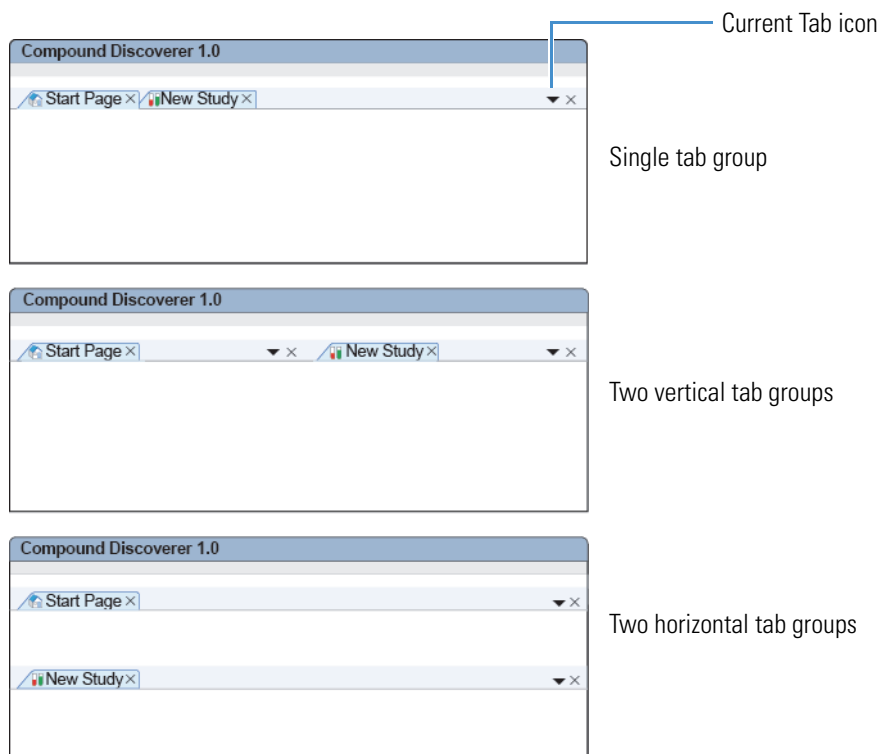 Current Tab icon
Compound Discoverer 1.0
Start Page New Study
Single tab group
Compound Discoverer 1.0
Start Page New Study
Two vertical tab groups
Compound Discoverer 1.0
Start Page
Two horizontal tab groups
New Study